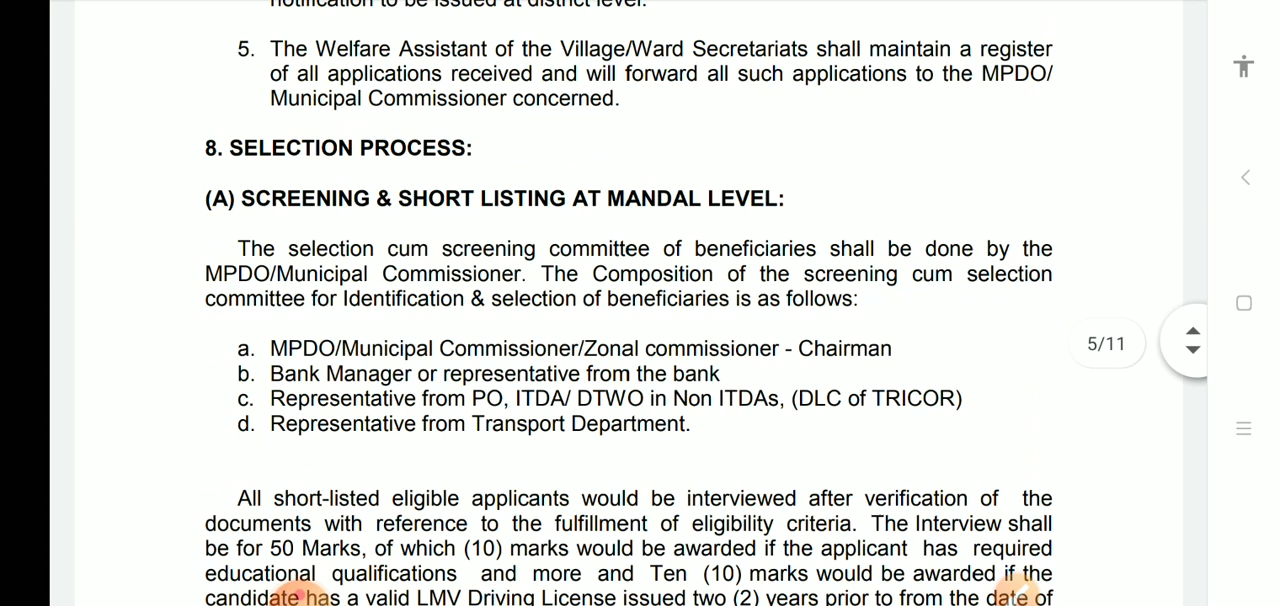 notification to be issued at district level.
5. The Welfare Assistant of the Village/Ward Secretariats shall maintain a register
of all applications received and will forward all such applications to the MPDO/
Municipal Commissioner concerned.
8. SELECTION PROCESS:
(A) SCREENING & SHORT LISTING AT MANDAL LEVEL:
The selection cum screening committee of beneficiaries shall be done by the
MPDO/Municipal Commissioner. The Composition of the screening cum selection
committee for Identification & selection of beneficiaries is as follows:
a. MPDO/Municipal Commissioner/Zonal commissioner - Chairman
b. Bank Manager or representative from the bank
c. Representative from PO, ITDA/ DTWO in Non ITDAs, (DLC of TRICOR)
d. Representative from Transport Department.
5/11
All short-listed eligible applicants would be interviewed after verification of the
documents with reference to the fulfillment of eligibility criteria. The Interview shall
be for 50 Marks, of which (10) marks would be awarded if the applicant has required
educational qualifications and more and Ten (10) marks would be awarded if the
candidate has a valid LMV Driving License issued two (2) years prior to from the date of